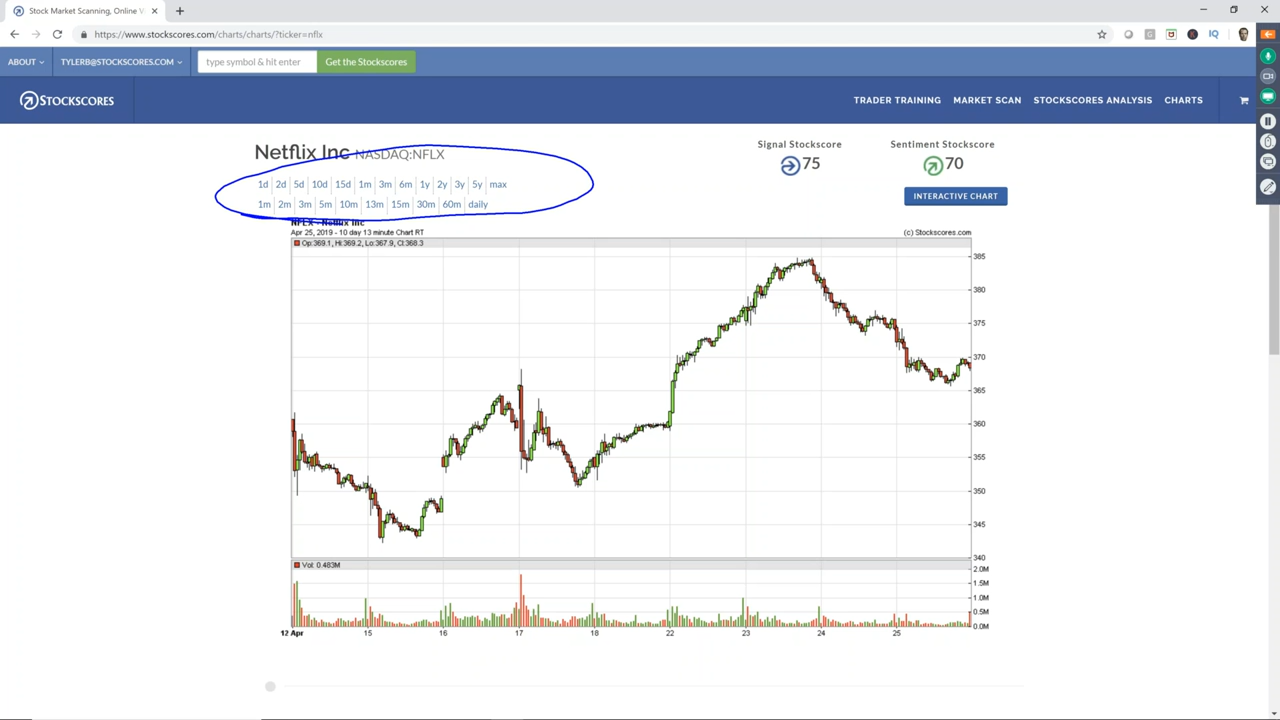 Stock Market Scanning, Online V
https://www.stockscores.com/charts/charts/?ticker=nflx
ABOUT
TYLERB@STOCKSCORES.COM
type symbol & hit enter
Get the Stockscores
STOCKSCORES
TRADER TRAINING
MARKET SCAN
STOCKSCORES ANALYSIS
CHARTS
Netflix Inc NASDAQ:NFLX
Signal Stockscore
75
Sentiment Stockscore
70
INTERACTIVE CHART
1d 2d 5d 10d 15d 1m 3m 6m 1y 2y 3y 5y max
1m 2m 3m 5m 10m 13m 15m 30m 60m daily
NFLX - Netflix Inc
Apr 25, 2019 - 10 day 13 minute Chart RT
(c) Stockscores.com
Op:369.1, Hi:369.2, Lo:367.9, Cl:368.3
385
380
375
370
365
360
355
350
345
340
Vol: 0.483M
2.0M
1.5M
1.0M
0.5M
0.0M
12 Apr 15 16 17 18 22 23 24 25